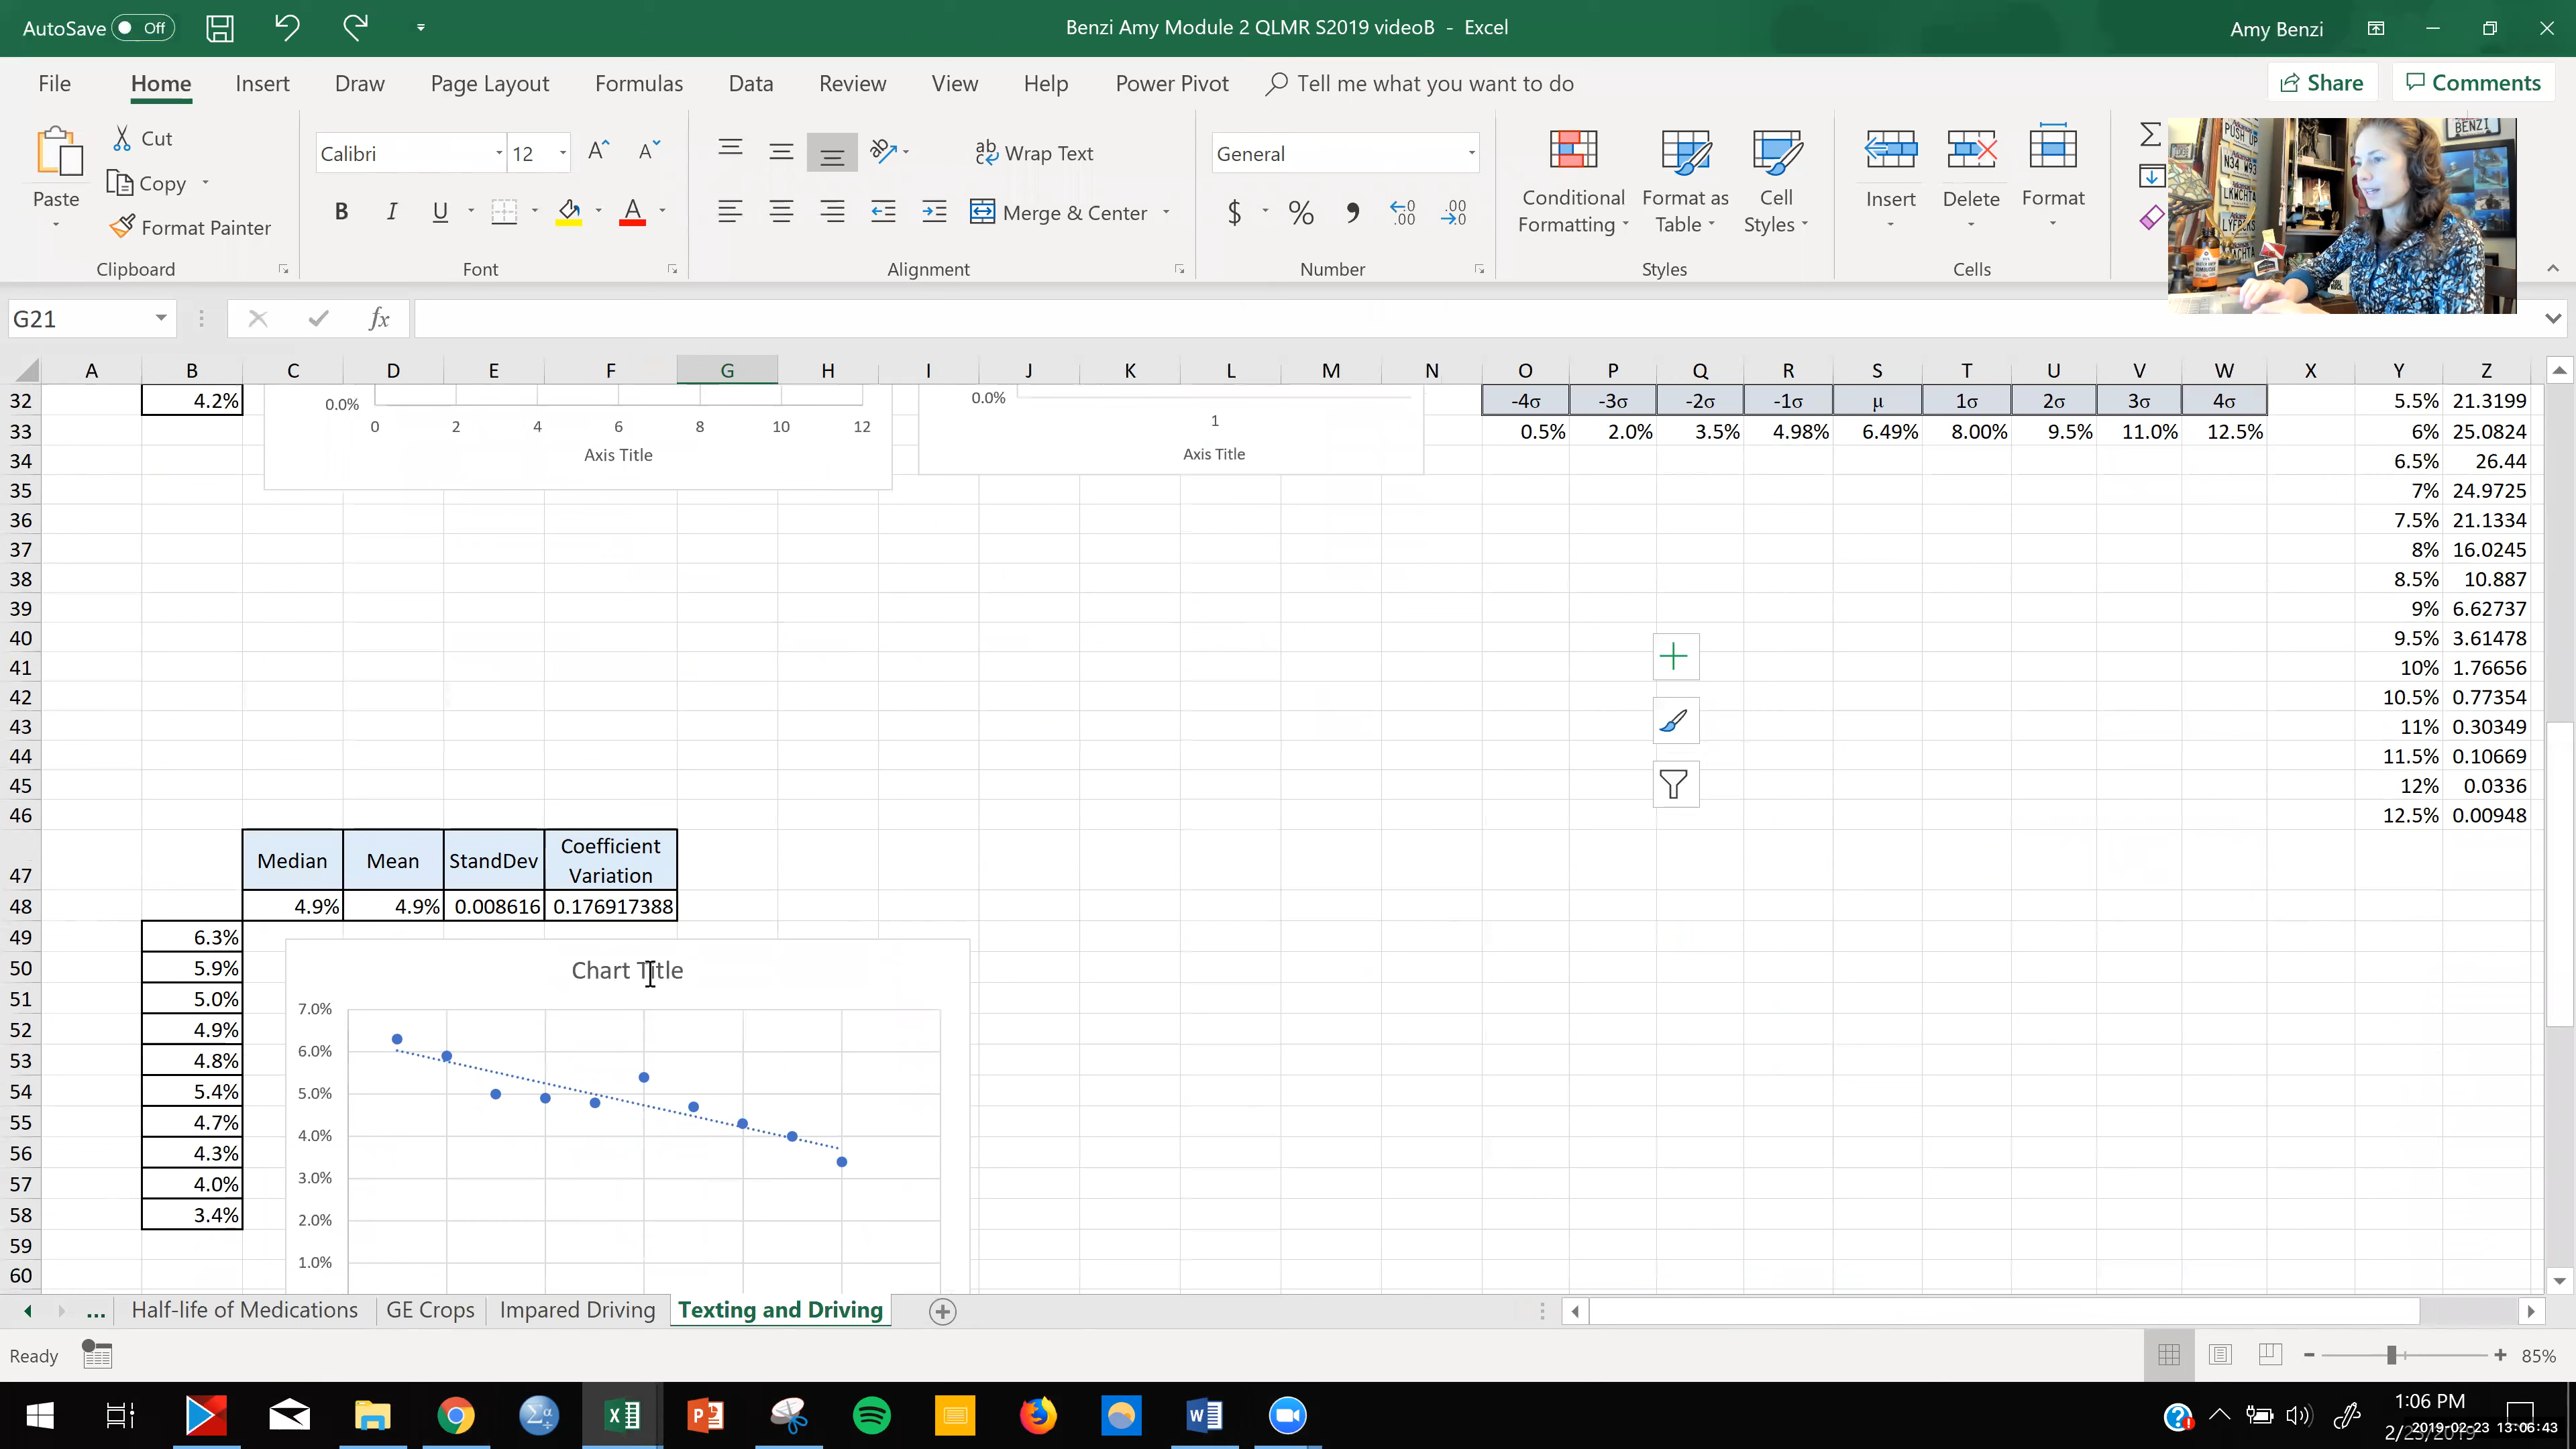 AutoSave Off
Benzi Amy Module 2 QLMR S2019 videoB - Excel
Amy Benzi
File Home Insert Draw Page Layout Formulas Data Review View Help Power Pivot Tell me what you want to do
Share Comments
Paste
Cut
Copy
Format Painter
Clipboard
Calibri 12
B I U
Font
Wrap Text
Merge & Center
Alignment
General
$ % 9
Number
Conditional Formatting
Format as Table
Cell Styles
Styles
Insert
Delete
Format
Cells
BENZI
G21
fx
A B C D E F G H I J K L M N O P Q R S T U V W X Y Z
32 4.2% 0.0% 0.0% -4σ -3σ -2σ -1σ μ 1σ 2σ 3σ 4σ 5.5% 21.3199
33 0 2 4 6 8 10 12 1 0.5% 2.0% 3.5% 4.98% 6.49% 8.00% 9.5% 11.0% 12.5% 6% 25.0824
34 Axis Title Axis Title 6.5% 26.44
35 7% 24.9725
36 7.5% 21.1334
37 8% 16.0245
38 8.5% 10.887
39 9% 6.62737
40 9.5% 3.61478
41 10% 1.76656
42 10.5% 0.77354
43 11% 0.30349
44 11.5% 0.10669
45 12% 0.0336
46 12.5% 0.00948
47 Median Mean StandDev Coefficient Variation
48 4.9% 4.9% 0.008616 0.176917388
49 6.3%
50 5.9% Chart Title
51 5.0% 7.0%
52 4.9% 6.0%
53 4.8%
54 5.4% 5.0%
55 4.7% 4.0%
56 4.3%
57 4.0% 3.0%
58 3.4% 2.0%
59
60 1.0%
... Half-life of Medications GE Crops Impared Driving Texting and Driving
Ready
85%
1:06 PM
2019-02-23 13:06:43